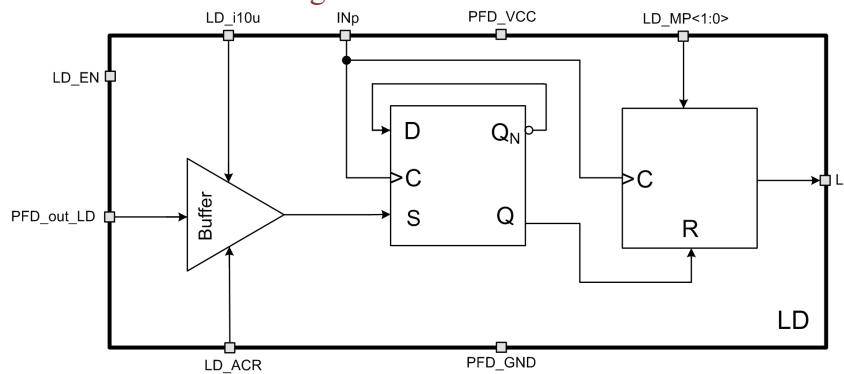 LD_i10u
INp
PFD_VCC
LD_MP<1:0>
LD_EN
D
QN
C
C
L
Buffer
PFD_out_LD
S
Q
R
LD
LD_ACR
PFD_GND